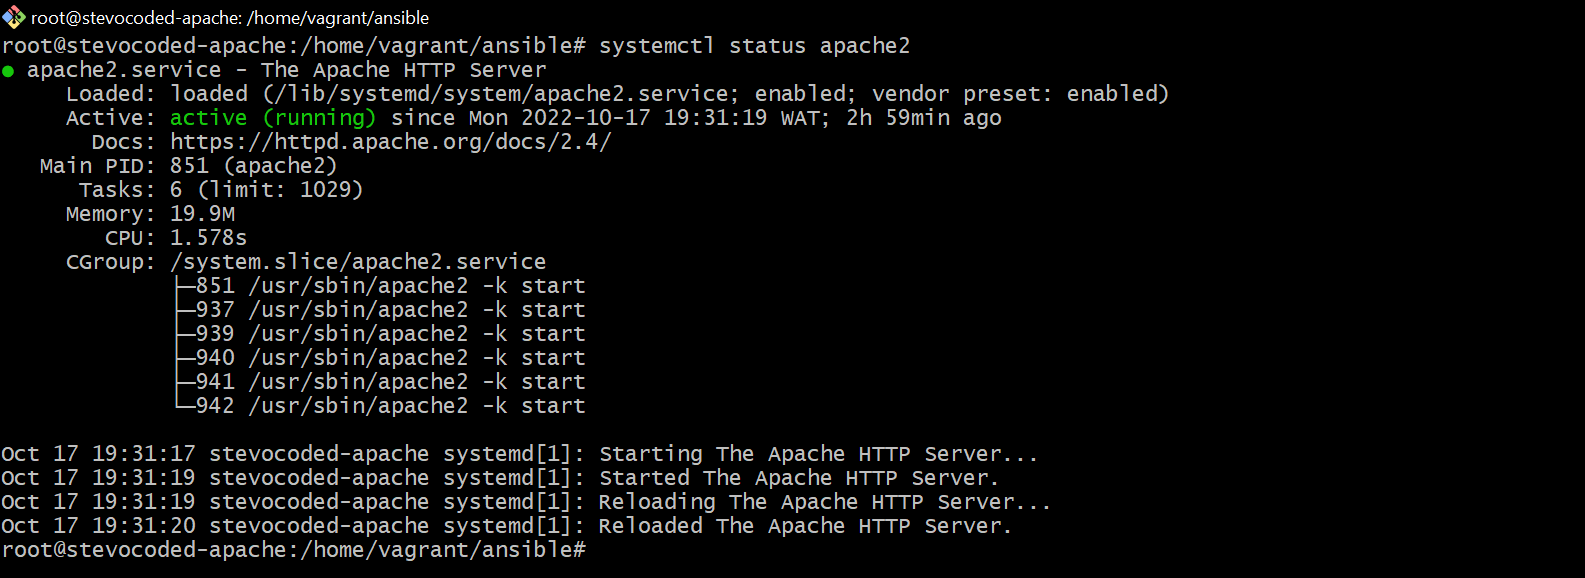 root@stevocoded-apache: /home/vagrant/ansible
root@stevocoded-apache:/home/vagrant/ansible# systemctl status apache2
● apache2.service - The Apache HTTP Server
     Loaded: loaded (/lib/systemd/system/apache2.service; enabled; vendor preset: enabled)
     Active: active (running) since Mon 2022-10-17 19:31:19 WAT; 2h 59min ago
       Docs: https://httpd.apache.org/docs/2.4/
   Main PID: 851 (apache2)
      Tasks: 6 (limit: 1029)
     Memory: 19.9M
        CPU: 1.578s
     CGroup: /system.slice/apache2.service
             ├─851 /usr/sbin/apache2 -k start
             ├─937 /usr/sbin/apache2 -k start
             ├─939 /usr/sbin/apache2 -k start
             ├─940 /usr/sbin/apache2 -k start
             ├─941 /usr/sbin/apache2 -k start
             └─942 /usr/sbin/apache2 -k start

Oct 17 19:31:17 stevocoded-apache systemd[1]: Starting The Apache HTTP Server...
Oct 17 19:31:19 stevocoded-apache systemd[1]: Started The Apache HTTP Server.
Oct 17 19:31:19 stevocoded-apache systemd[1]: Reloading The Apache HTTP Server...
Oct 17 19:31:20 stevocoded-apache systemd[1]: Reloaded The Apache HTTP Server.
root@stevocoded-apache:/home/vagrant/ansible#